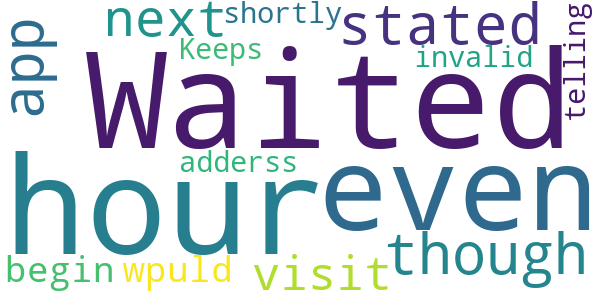 next shortly stated
app Keeps invalid telling
Waited
adderss
hour even
though
begin wpuld visit